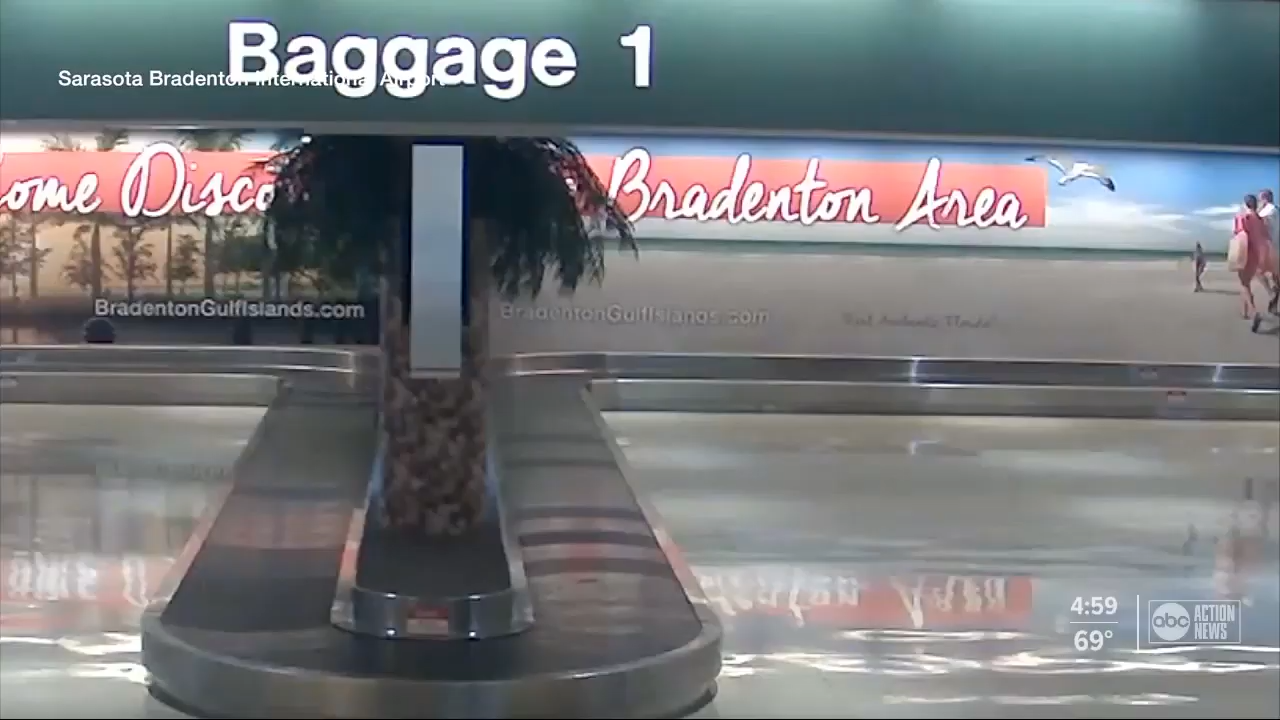 Baggage 1
Sarasota Bradenton International Airport
ome Disco
Bradenton Area
BradentonGulfIslands.com
BradentonGulfIslands.com
4:59
69°
abc
ACTION
NEWS